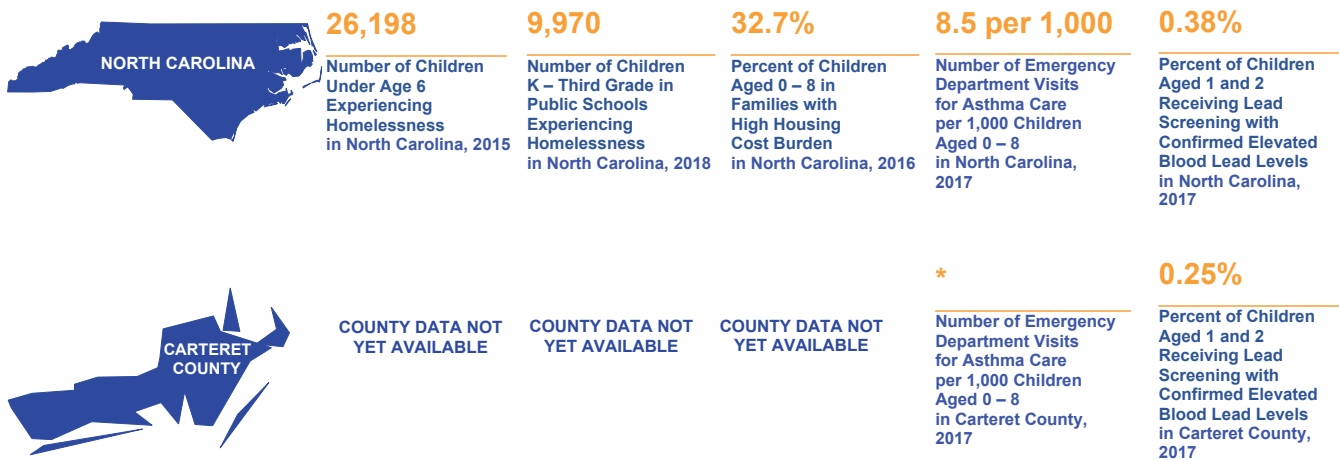 NORTH CAROLINA
26,198
Number of Children
Under Age 6
Experiencing
Homelessness
in North Carolina, 2015
9,970
Number of Children
K – Third Grade in
Public Schools
Experiencing
Homelessness
in North Carolina, 2018
32.7%
Percent of Children
Aged 0 – 8 in
Families with
High Housing
Cost Burden
in North Carolina, 2016
8.5 per 1,000
Number of Emergency
Department Visits
for Asthma Care
per 1,000 Children
Aged 0 – 8
in North Carolina,
2017
0.38%
Percent of Children
Aged 1 and 2
Receiving Lead
Screening with
Confirmed Elevated
Blood Lead Levels
in North Carolina,
2017
CARTERET
COUNTY
COUNTY DATA NOT
YET AVAILABLE
COUNTY DATA NOT
YET AVAILABLE
COUNTY DATA NOT
YET AVAILABLE
*
Number of Emergency
Department Visits
for Asthma Care
per 1,000 Children
Aged 0 – 8
in Carteret County,
2017
0.25%
Percent of Children
Aged 1 and 2
Receiving Lead
Screening with
Confirmed Elevated
Blood Lead Levels
in Carteret County,
2017